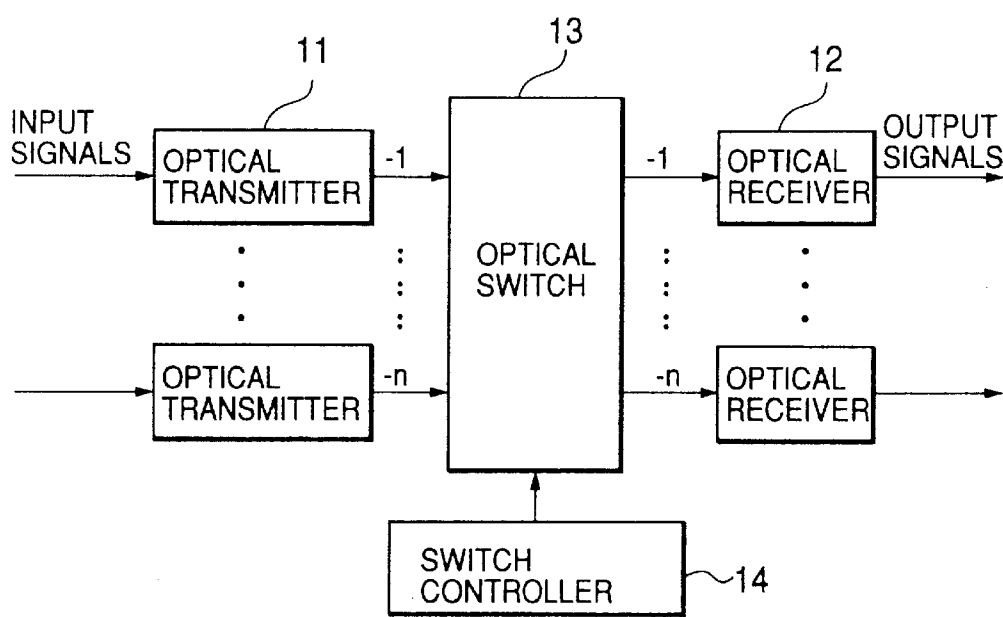 11
13
12
INPUT
SIGNALS
OPTICAL
TRANSMITTER
-1
-1
OPTICAL
RECEIVER
OUTPUT
SIGNALS
OPTICAL
SWITCH
OPTICAL
TRANSMITTER
-n
-n
OPTICAL
RECEIVER
SWITCH
CONTROLLER
14